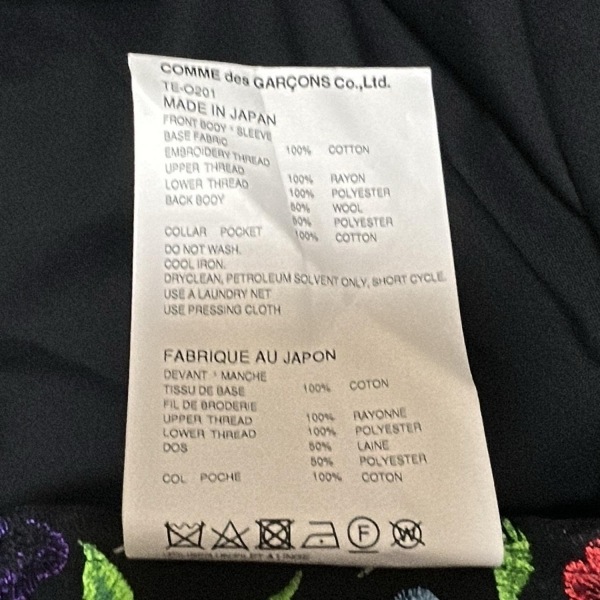 COMME des GARÇONS Co.,Ltd.
TE-O201
MADE IN JAPAN
FRONT BODY・SLEEVE
BASE FABRIC 100% COTTON
EMBROIDERY THREAD
UPPER THREAD 100% RAYON
LOWER THREAD 100% POLYESTER
BACK BODY 50% WOOL
50% POLYESTER
COLLAR POCKET 100% COTTON
DO NOT WASH.
COOL IRON.
DRYCLEAN, PETROLEUM SOLVENT ONLY, SHORT CYCLE.
USE A LAUNDRY NET
USE PRESSING CLOTH
FABRIQUE AU JAPON
DEVANT・MANCHE
TISSU DE BASE 100% COTON
FIL DE BRODERIE
UPPER THREAD 100% RAYONNE
LOWER THREAD 100% POLYESTER
DOS 50% LAINE
50% POLYESTER
COL POCHE 100% COTON
F W